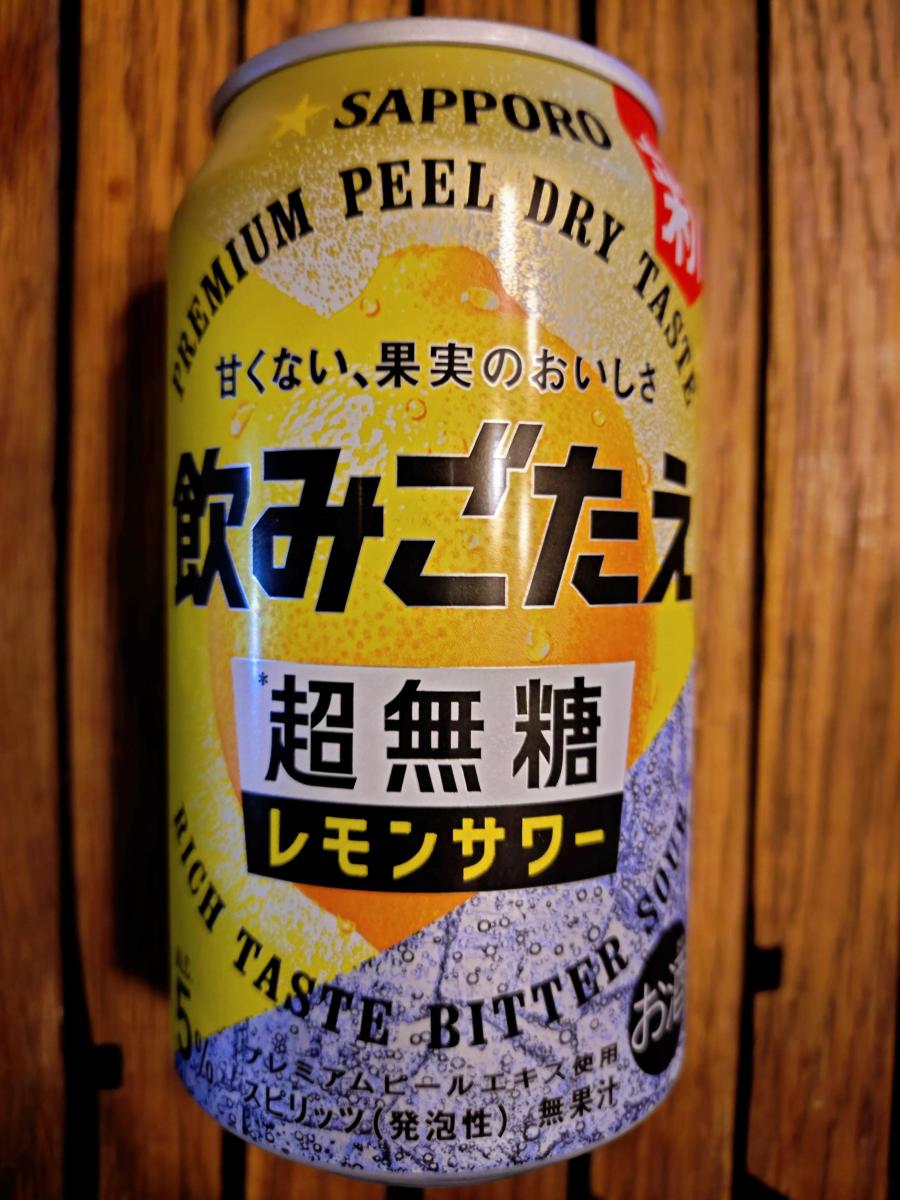 SAPPORO
PREMIUM PEEL DRY TASTE
甘くない、果実のおいしさ
飲みごたえ
*超無糖
レモンサワー
RICH TASTE BITTER SOUR
ALC.
5%
お酒
プレミアムピールエキス使用
スピリッツ(発泡性) 無果汁